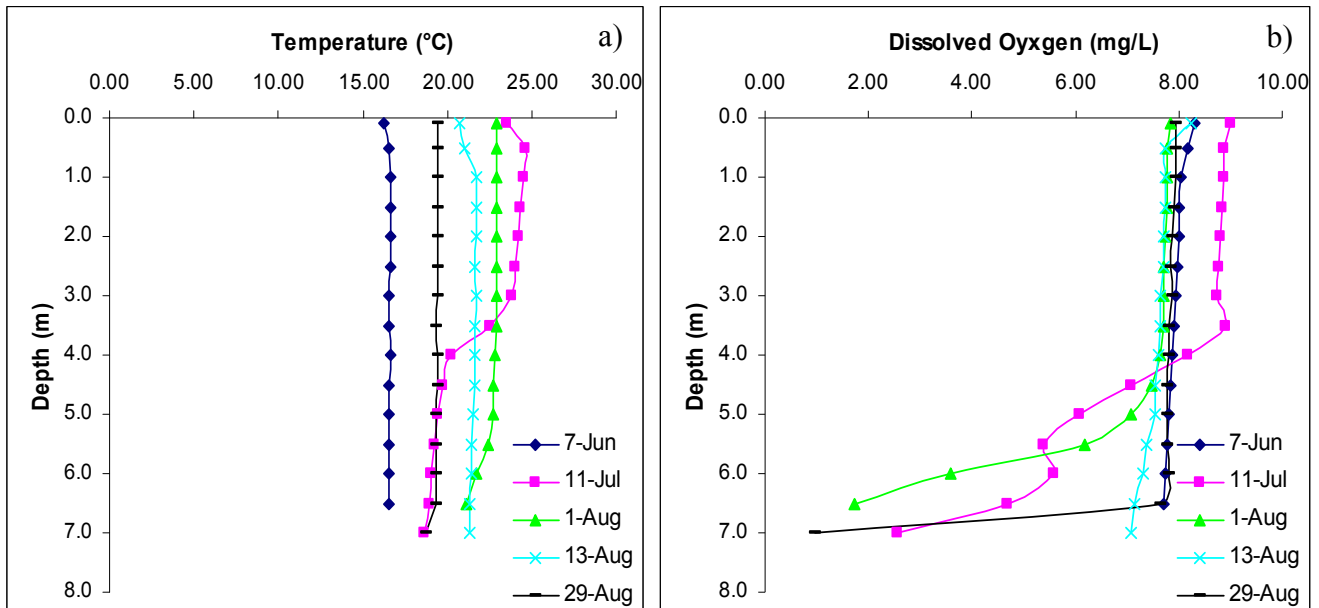 Temperature (°C)
a)
0.00 5.00 10.00 15.00 20.00 25.00 30.00
0.0
1.0
2.0
3.0
4.0
5.0
6.0
7.0
8.0
Depth (m)
7-Jun
11-Jul
1-Aug
13-Aug
29-Aug
Dissolved Oyxgen (mg/L)
b)
0.00 2.00 4.00 6.00 8.00 10.00
0.0
1.0
2.0
3.0
4.0
5.0
6.0
7.0
8.0
Depth (m)
7-Jun
11-Jul
1-Aug
13-Aug
29-Aug